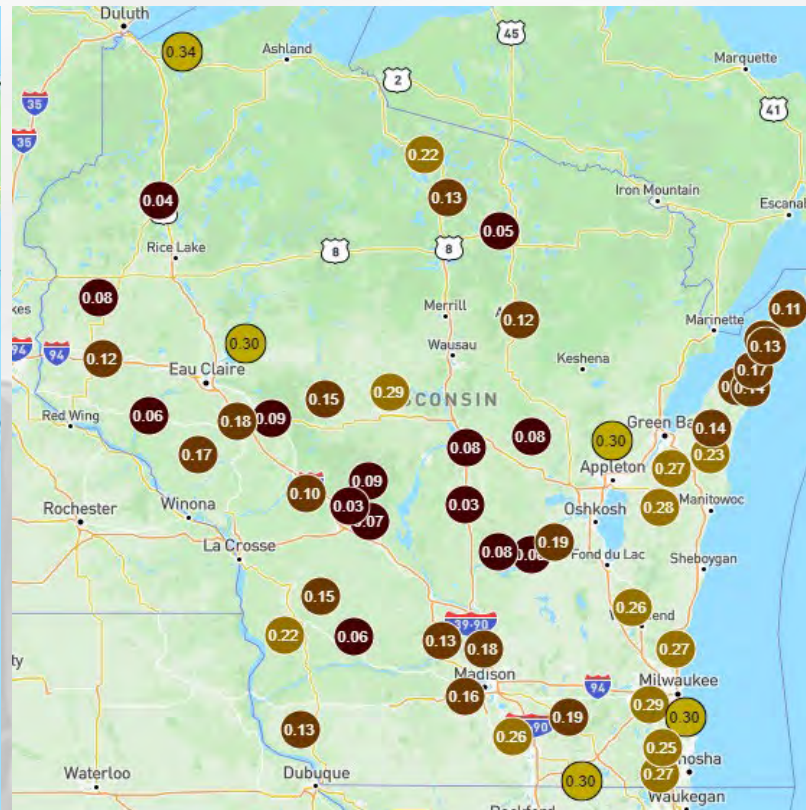 Duluth
0.34
Ashland
45
Marquette
2
41
35
35
0.22
Iron Mountain
0.13
Escanab
0.04
0.05
Rice Lake
8
8
0.08
Merrill
0.11
0.12
Marinette
0.30
0.13
94
94
0.12
Wausau
Keshena
0.17
Eau Claire
0.29
0.15
CONSIN
0.14
Red Wing
0.06
0.18
0.09
0.14
Green Ba
0.08
0.08
0.30
0.17
0.23
0.27
Appleton
0.09
0.10
0.03
0.03
0.28
Manitowoc
Rochester
Winona
0.07
Oshkosh
La Crosse
0.19
0.08
Fond du Lac
Sheboygan
0.15
0.26
39-90
0.22
0.06
0.13
0.18
0.27
ty
Madison
94
Milwaukee
0.16
0.29
0.30
0.19
90
0.13
0.26
0.25
osha
Waterloo
Dubuque
0.30
0.27
Waukegan